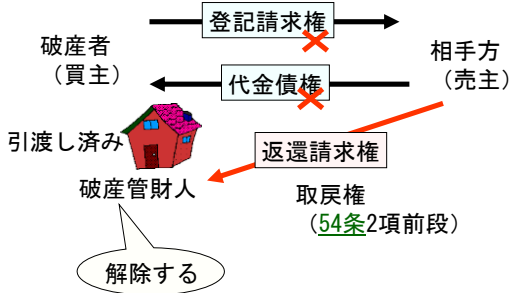 登記請求権
破産者
（買主）
相手方
（売主）
代金債権
引渡し済み
返還請求権
破産管財人
取戻権
（54条2項前段）
解除する